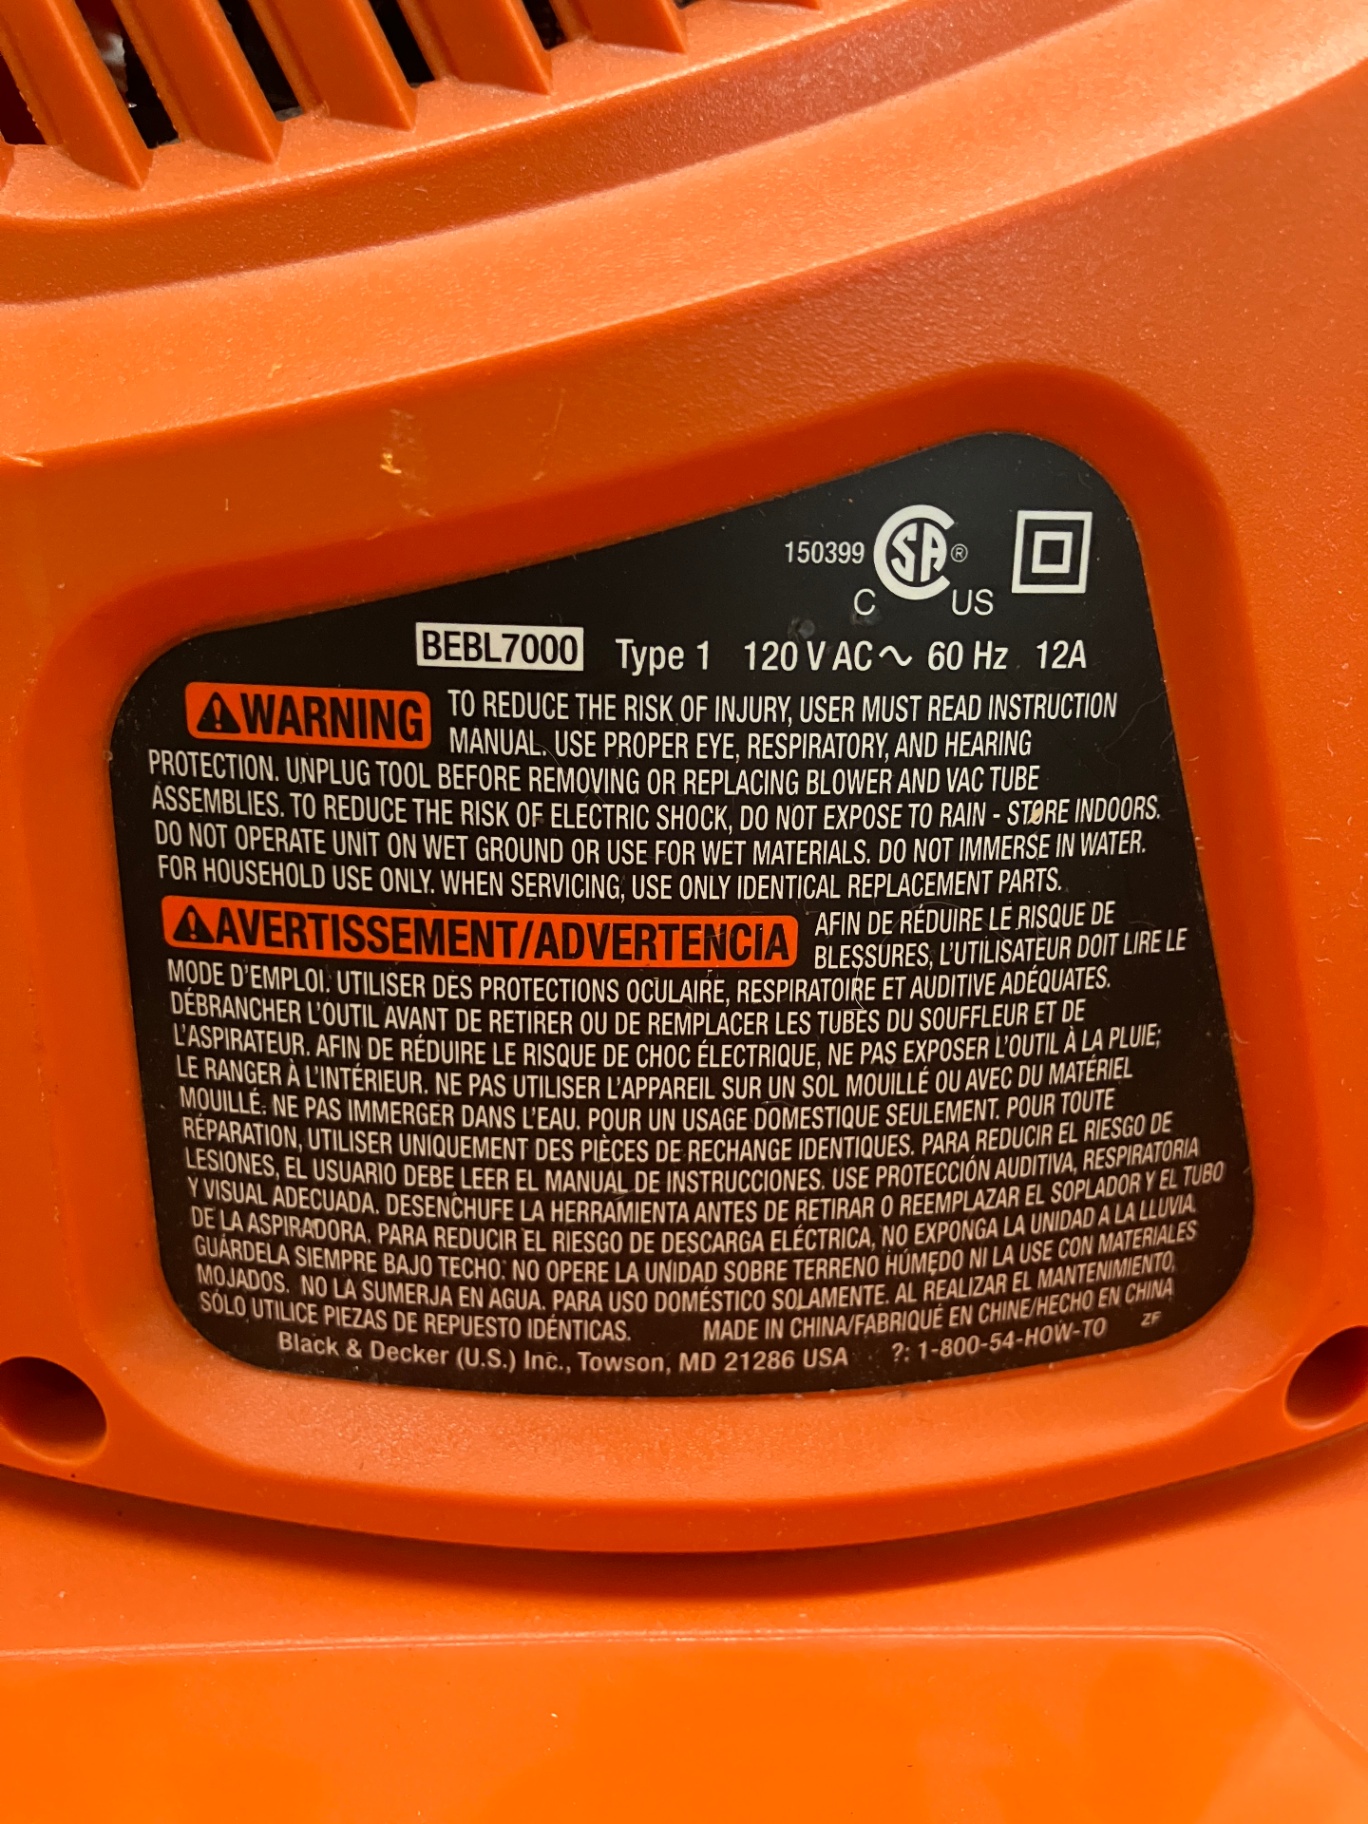 150399 CSA ®
C US
BEBL7000 Type 1 120 V AC ~ 60 Hz 12A
⚠WARNING TO REDUCE THE RISK OF INJURY, USER MUST READ INSTRUCTION
MANUAL. USE PROPER EYE, RESPIRATORY, AND HEARING
PROTECTION. UNPLUG TOOL BEFORE REMOVING OR REPLACING BLOWER AND VAC TUBE
ASSEMBLIES. TO REDUCE THE RISK OF ELECTRIC SHOCK, DO NOT EXPOSE TO RAIN - STORE INDOORS.
DO NOT OPERATE UNIT ON WET GROUND OR USE FOR WET MATERIALS. DO NOT IMMERSE IN WATER.
FOR HOUSEHOLD USE ONLY. WHEN SERVICING, USE ONLY IDENTICAL REPLACEMENT PARTS.
⚠AVERTISSEMENT/ADVERTENCIA AFIN DE RÉDUIRE LE RISQUE DE
BLESSURES, L'UTILISATEUR DOIT LIRE LE
MODE D'EMPLOI. UTILISER DES PROTECTIONS OCULAIRE, RESPIRATOIRE ET AUDITIVE ADÉQUATES.
DÉBRANCHER L'OUTIL AVANT DE RETIRER OU DE REMPLACER LES TUBES DU SOUFFLEUR ET DE
L'ASPIRATEUR. AFIN DE RÉDUIRE LE RISQUE DE CHOC ÉLECTRIQUE, NE PAS EXPOSER L'OUTIL À LA PLUIE;
LE RANGER À L'INTÉRIEUR. NE PAS UTILISER L'APPAREIL SUR UN SOL MOUILLÉ OU AVEC DU MATÉRIEL
MOUILLÉ. NE PAS IMMERGER DANS L'EAU. POUR UN USAGE DOMESTIQUE SEULEMENT. POUR TOUTE
RÉPARATION, UTILISER UNIQUEMENT DES PIÈCES DE RECHANGE IDENTIQUES. PARA REDUCIR EL RIESGO DE
LESIONES, EL USUARIO DEBE LEER EL MANUAL DE INSTRUCCIONES. USE PROTECCIÓN AUDITIVA, RESPIRATORIA
Y VISUAL ADECUADA. DESENCHUFE LA HERRAMIENTA ANTES DE RETIRAR O REEMPLAZAR EL SOPLADOR Y EL TUBO
DE LA ASPIRADORA. PARA REDUCIR EL RIESGO DE DESCARGA ELÉCTRICA, NO EXPONGA LA UNIDAD A LA LLUVIA.
GUÁRDELA SIEMPRE BAJO TECHO. NO OPERE LA UNIDAD SOBRE TERRENO HÚMEDO NI LA USE CON MATERIALES
MOJADOS. NO LA SUMERJA EN AGUA. PARA USO DOMÉSTICO SOLAMENTE. AL REALIZAR EL MANTENIMIENTO,
SÓLO UTILICE PIEZAS DE REPUESTO IDÉNTICAS. MADE IN CHINA/FABRIQUÉ EN CHINE/HECHO EN CHINA
Black & Decker (U.S.) Inc., Towson, MD 21286 USA ?: 1-800-54-HOW-TO ZF